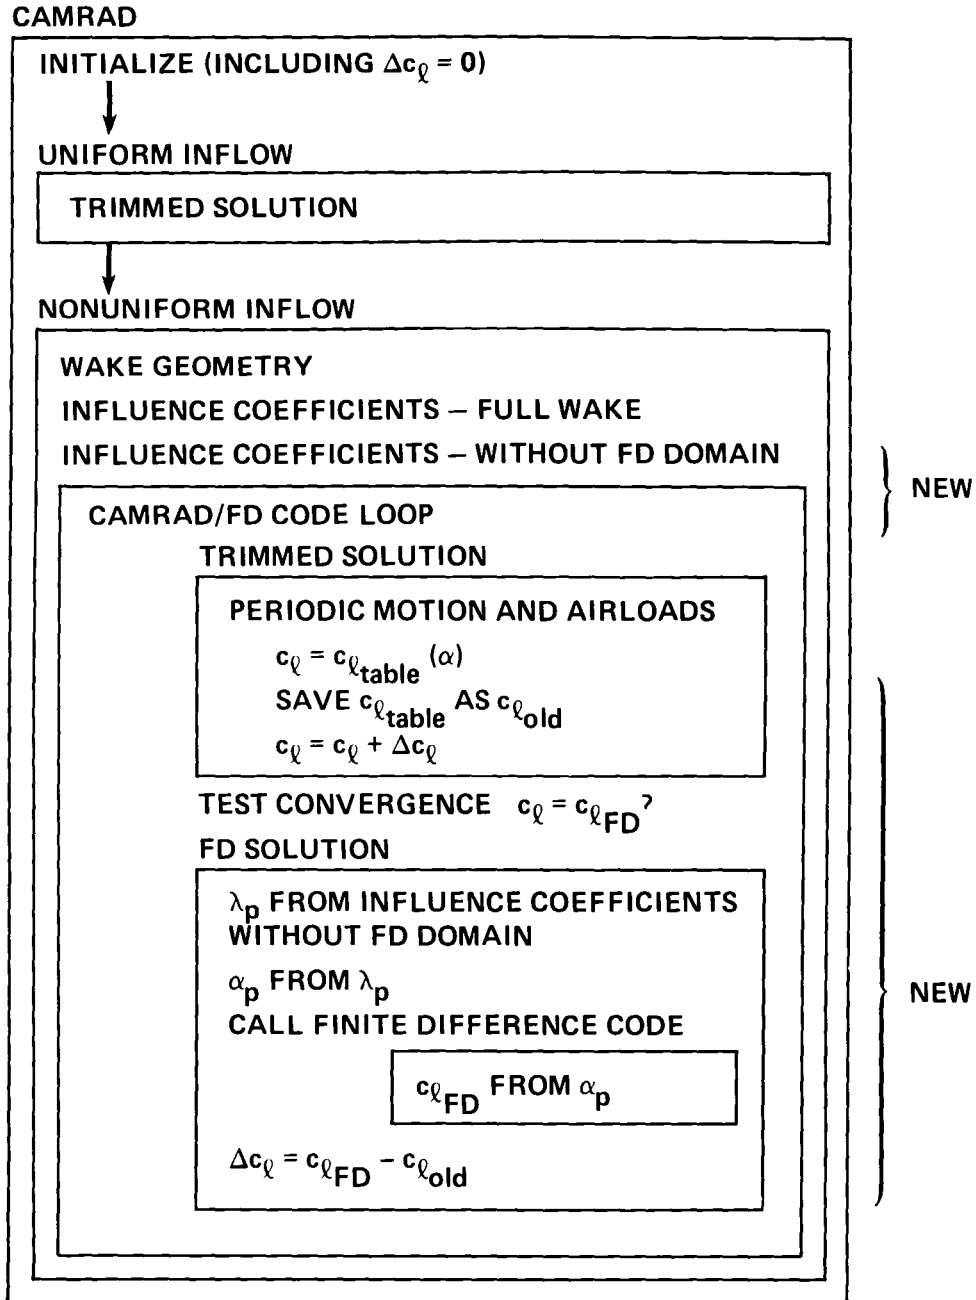 CAMRAD
INITIALIZE (INCLUDING Δcℓ = 0)
UNIFORM INFLOW
TRIMMED SOLUTION
NONUNIFORM INFLOW
WAKE GEOMETRY
INFLUENCE COEFFICIENTS – FULL WAKE
INFLUENCE COEFFICIENTS – WITHOUT FD DOMAIN
NEW
CAMRAD/FD CODE LOOP
TRIMMED SOLUTION
PERIODIC MOTION AND AIRLOADS
cℓ = cℓtable (α)
SAVE cℓtable AS cℓold
cℓ = cℓ + Δcℓ
TEST CONVERGENCE cℓ = cℓFD?
FD SOLUTION
λp FROM INFLUENCE COEFFICIENTS
WITHOUT FD DOMAIN
αp FROM λp
NEW
CALL FINITE DIFFERENCE CODE
cℓFD FROM αp
Δcℓ = cℓFD – cℓold